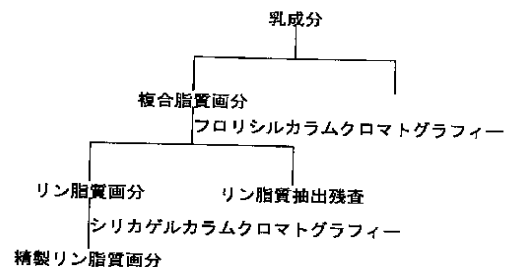 乳成分
複合脂質画分
フロリシルカラムクロマトグラフィー
リン脂質画分
リン脂質抽出残査
シリカゲルカラムクロマトグラフィー
精製リン脂質画分